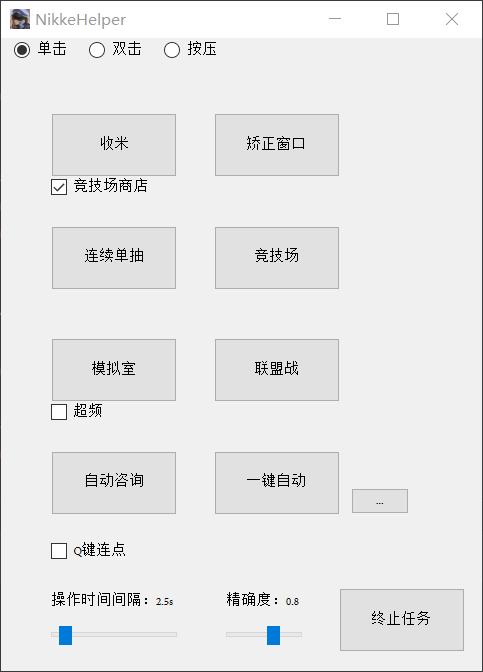 NikkeHelper
单击 双击 按压
收米 矫正窗口
竞技场商店
连续单抽 竞技场
模拟室 联盟战
超频
自动咨询 一键自动 ...
Q键连点
操作时间间隔：2.5s 精确度：0.8
终止任务